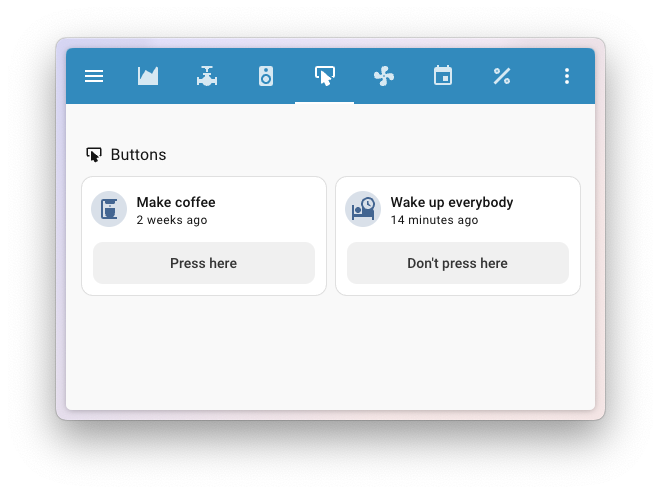 Buttons
Make coffee
2 weeks ago
Press here
Wake up everybody
14 minutes ago
Don't press here